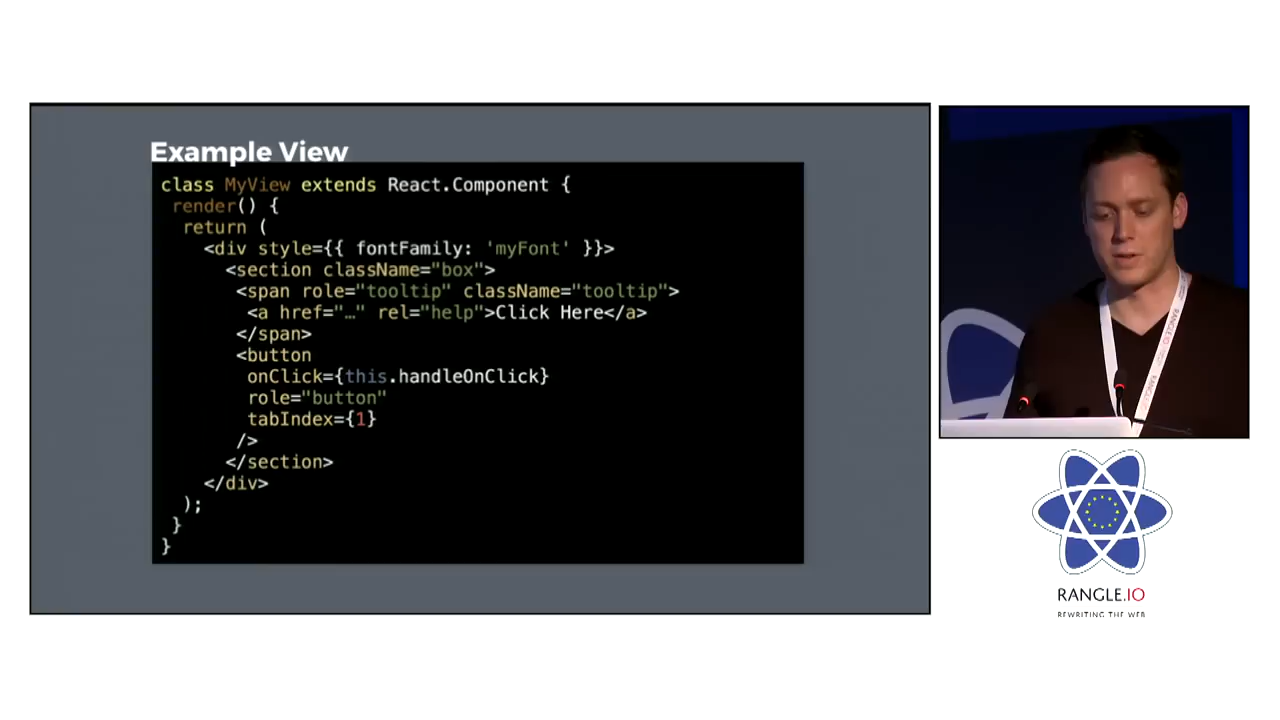 Example View
class MyView extends React.Component {
render() {
return (
<div style={{ fontFamily: 'myFont' }}>
<section className="box">
<span role="tooltip" className="tooltip">
<a href="…" rel="help">Click Here</a>
</span>
<button
onClick={this.handleOnClick}
role="button"
tabIndex={1}
/>
</section>
</div>
);
}
}
RANGLE.IO
RANGLE.IO
REWRITING THE WEB